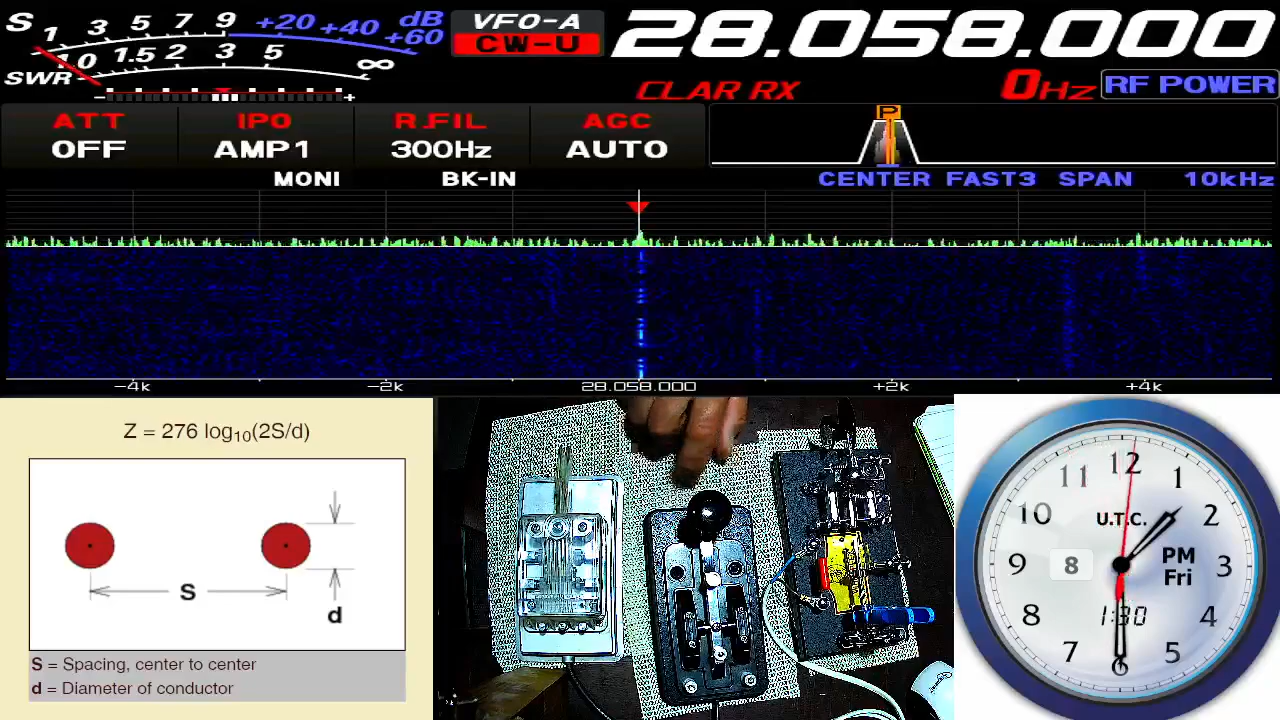 S 1 3 5 7 9 +20 +40 +60 dB
SWR 1.0 1.5 2 3 5 ∞
− +
VFO-A
CW-U
28.058.000
CLAR RX 0Hz RF POWER
ATT IPO R.FIL AGC
OFF AMP1 300Hz AUTO
P
MONI BK-IN
CENTER FAST3 SPAN 10kHz
−4k −2k 28.058.000 +2k +4k
Z = 276 log₁₀(2S/d)
S
d
S = Spacing, center to center
d = Diameter of conductor
12
11 1
10 U.T.C. 2
9 8 PM 3
Fri
8 1:30 4
7 5
6